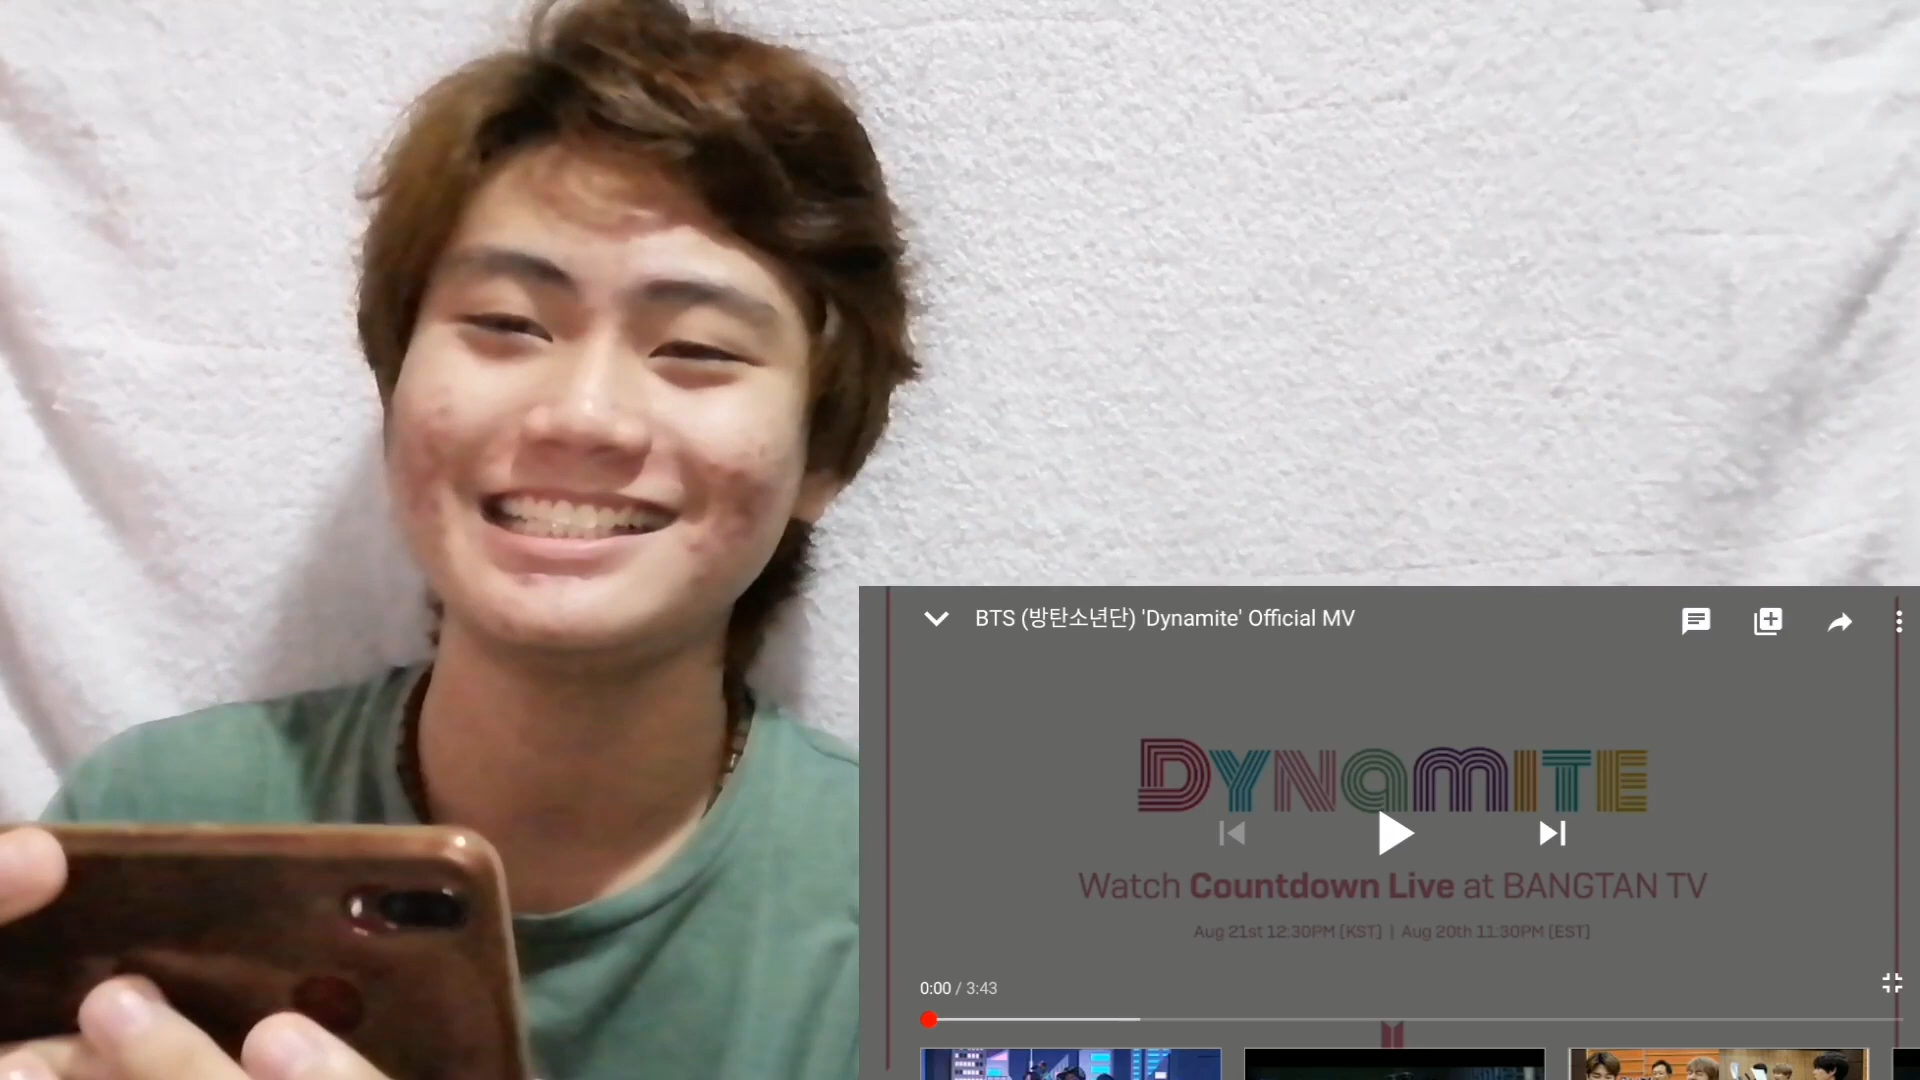 BTS (방탄소년단) 'Dynamite' Official MV
DYNAMITE
Watch Countdown Live at BANGTAN TV
Aug 21st 12:30PM [KST] | Aug 20th 11:30PM [EST]
0:00 / 3:43